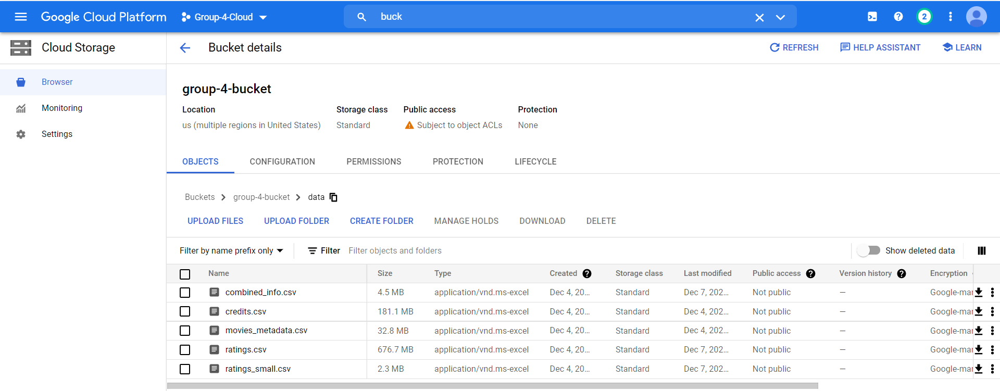 Google Cloud Platform Group-4-Cloud buck 2
Cloud Storage Bucket details REFRESH HELP ASSISTANT LEARN
Browser
Monitoring
Settings
group-4-bucket
Location Storage class Public access Protection
us (multiple regions in United States) Standard Subject to object ACLs None
OBJECTS CONFIGURATION PERMISSIONS PROTECTION LIFECYCLE
Buckets group-4-bucket data
UPLOAD FILES UPLOAD FOLDER CREATE FOLDER MANAGE HOLDS DOWNLOAD DELETE
Filter by name prefix only Filter Filter objects and folders Show deleted data
Name Size Type Created Storage class Last modified Public access Version history Encryption
combined_info.csv 4.5 MB application/vnd.ms-excel Dec 4, 20... Standard Dec 7, 202... Not public — Google-mar
credits.csv 181.1 MB application/vnd.ms-excel Dec 4, 20... Standard Dec 4, 202... Not public — Google-mar
movies_metadata.csv 32.8 MB application/vnd.ms-excel Dec 4, 20... Standard Dec 4, 202... Not public — Google-mar
ratings.csv 676.7 MB application/vnd.ms-excel Dec 4, 20... Standard Dec 7, 202... Not public — Google-mar
ratings_small.csv 2.3 MB application/vnd.ms-excel Dec 4, 20... Standard Dec 7, 202... Not public — Google-mar